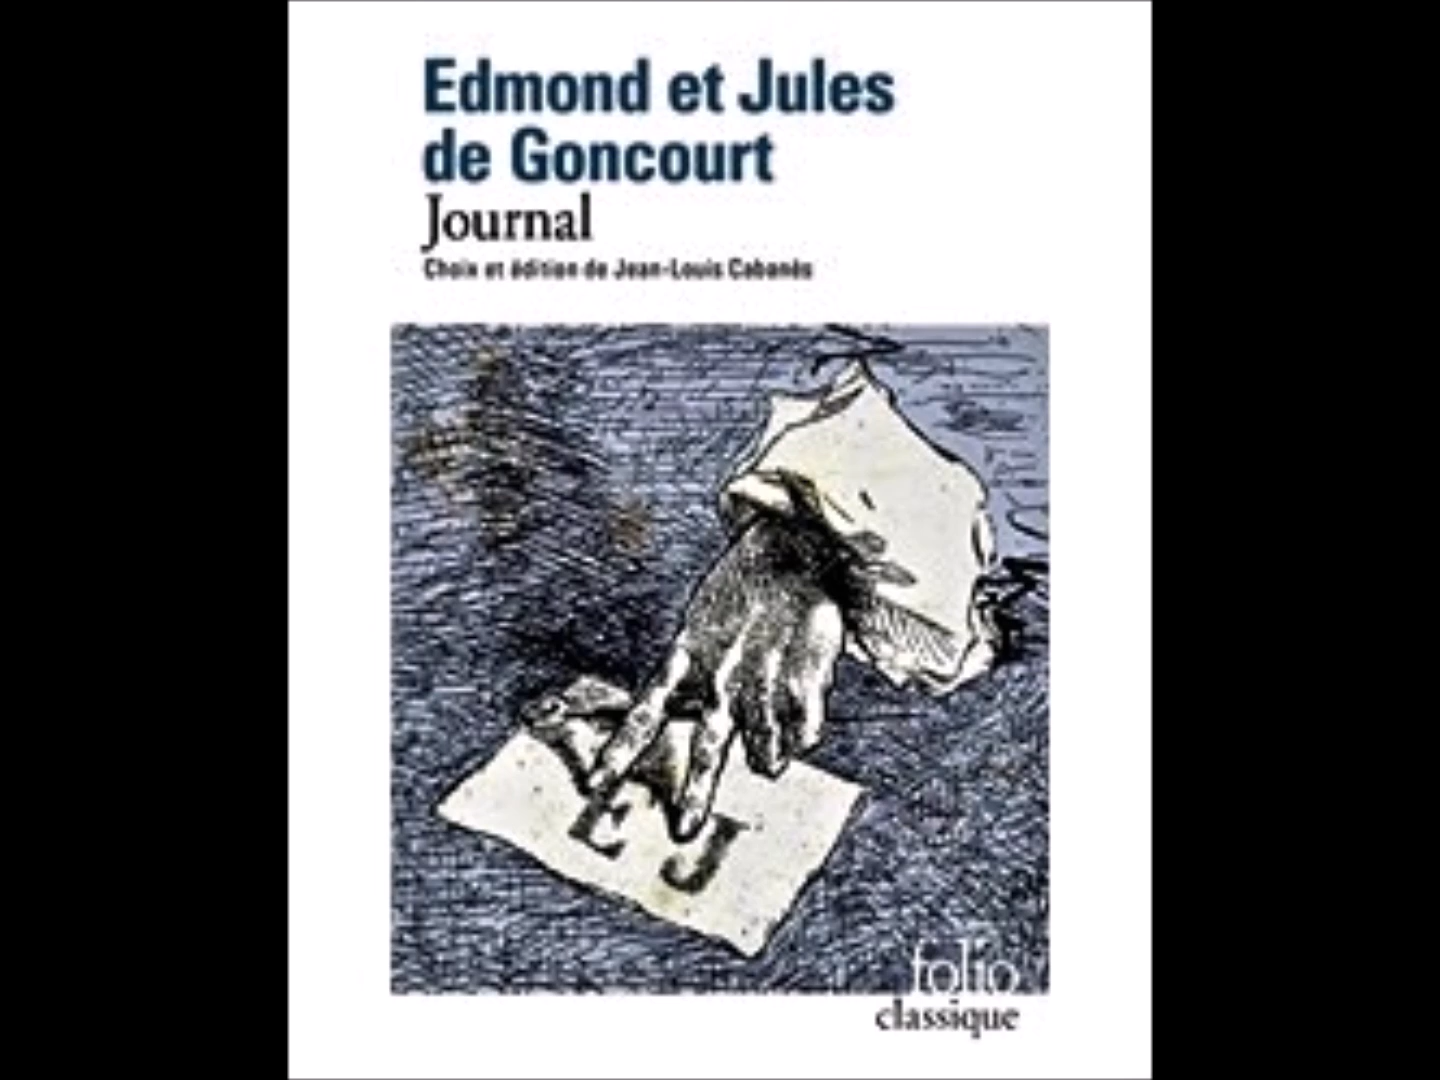 Edmond et Jules
de Goncourt
Journal
Choix et édition de Jean-Louis Cabanès
E J
folio
classique